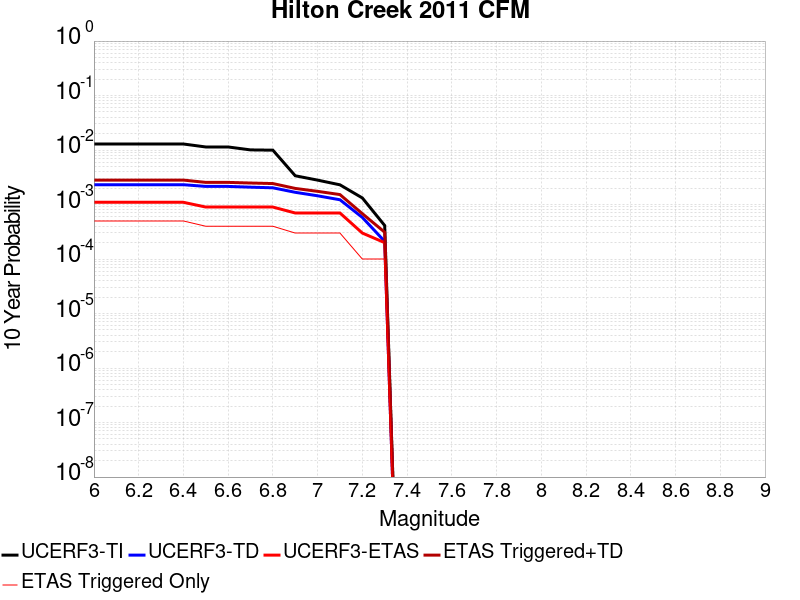 Hilton Creek 2011 CFM
10 0
10 -1
10 -2
10 -3
10 -4
10 -5
10 -6
10 -7
10 -8
10 Year Probability
6 6.2 6.4 6.6 6.8 7 7.2 7.4 7.6 7.8 8 8.2 8.4 8.6 8.8 9
Magnitude
UCERF3-TI UCERF3-TD UCERF3-ETAS ETAS Triggered+TD
ETAS Triggered Only